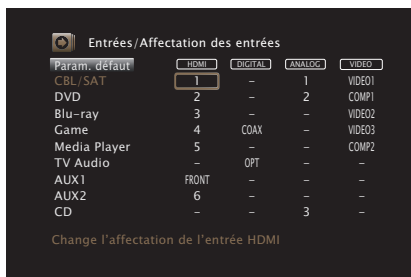 Entrées/Affectation des entrées
Param. défaut HDMI DIGITAL ANALOG VIDEO
CBL/SAT 1 – 1 VIDEO1
DVD 2 – 2 COMP1
Blu-ray 3 – – VIDEO2
Game 4 COAX – VIDEO3
Media Player 5 – – COMP2
TV Audio – OPT – –
AUX1 FRONT – – –
AUX2 6 – – –
CD – – 3 –
Change l'affectation de l'entrée HDMI